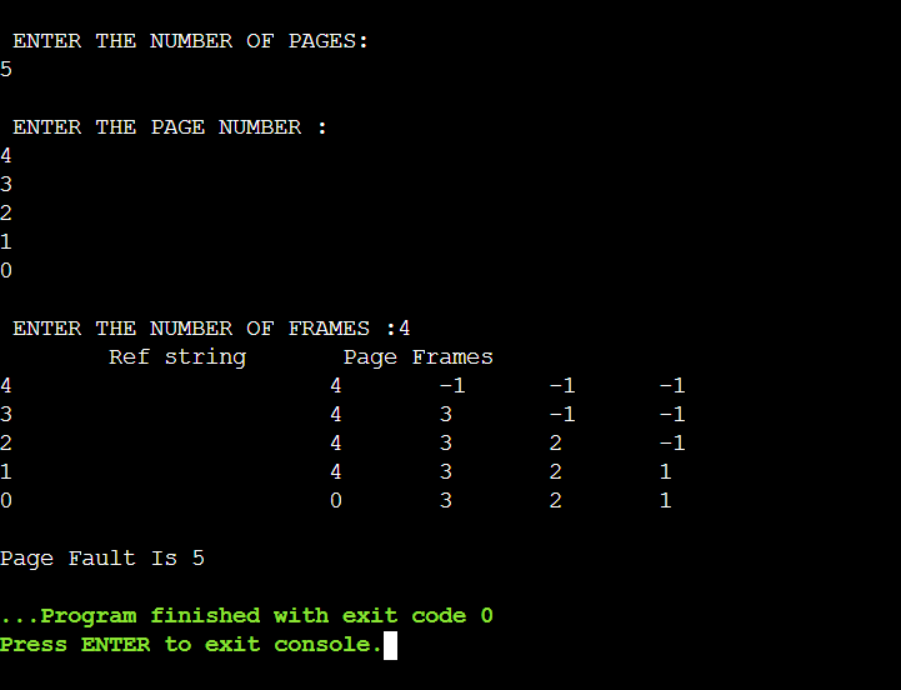 ENTER THE NUMBER OF PAGES:
5
ENTER THE PAGE NUMBER :
4
3
2
1
0
ENTER THE NUMBER OF FRAMES :4
Ref string Page Frames
4 4 -1 -1 -1
3 4 3 -1 -1
2 4 3 2 -1
1 4 3 2 1
0 0 3 2 1
Page Fault Is 5
...Program finished with exit code 0
Press ENTER to exit console.